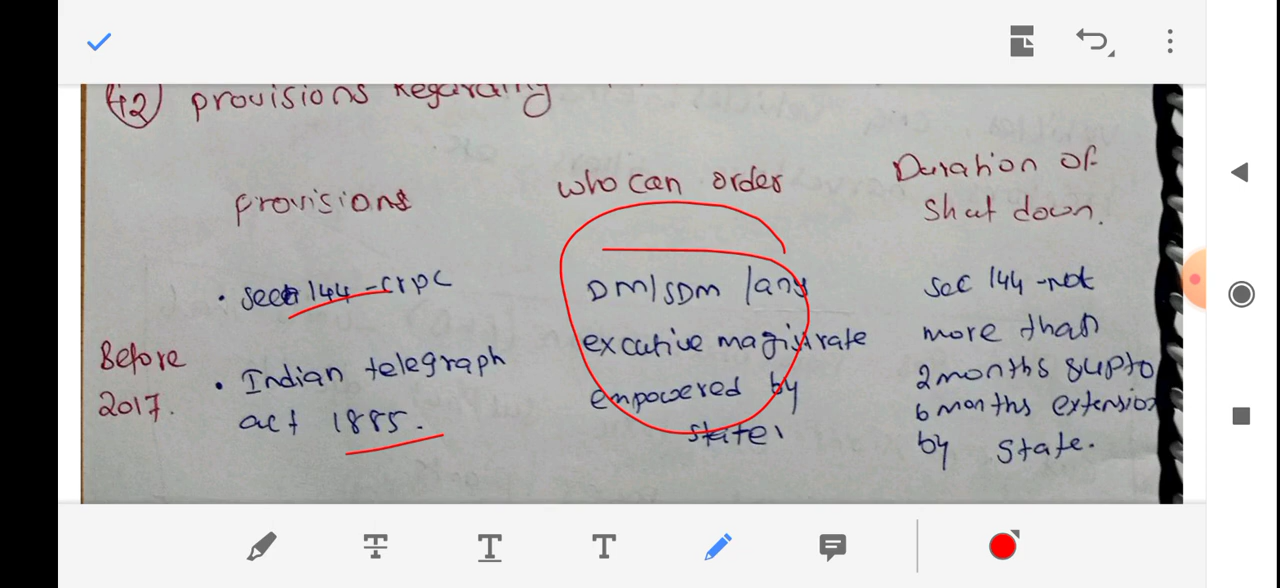 42 provisions Regarding
provisions who can order Duration of
Shut down.
Before
2017.
• sec 144 - crpc
• Indian telegraph
act 1885.
DM/SDM /any
excutive magistrate
empowered by
state,
sec 144 - not
more than
2 months & upto
6 months extension
by State.
T T T